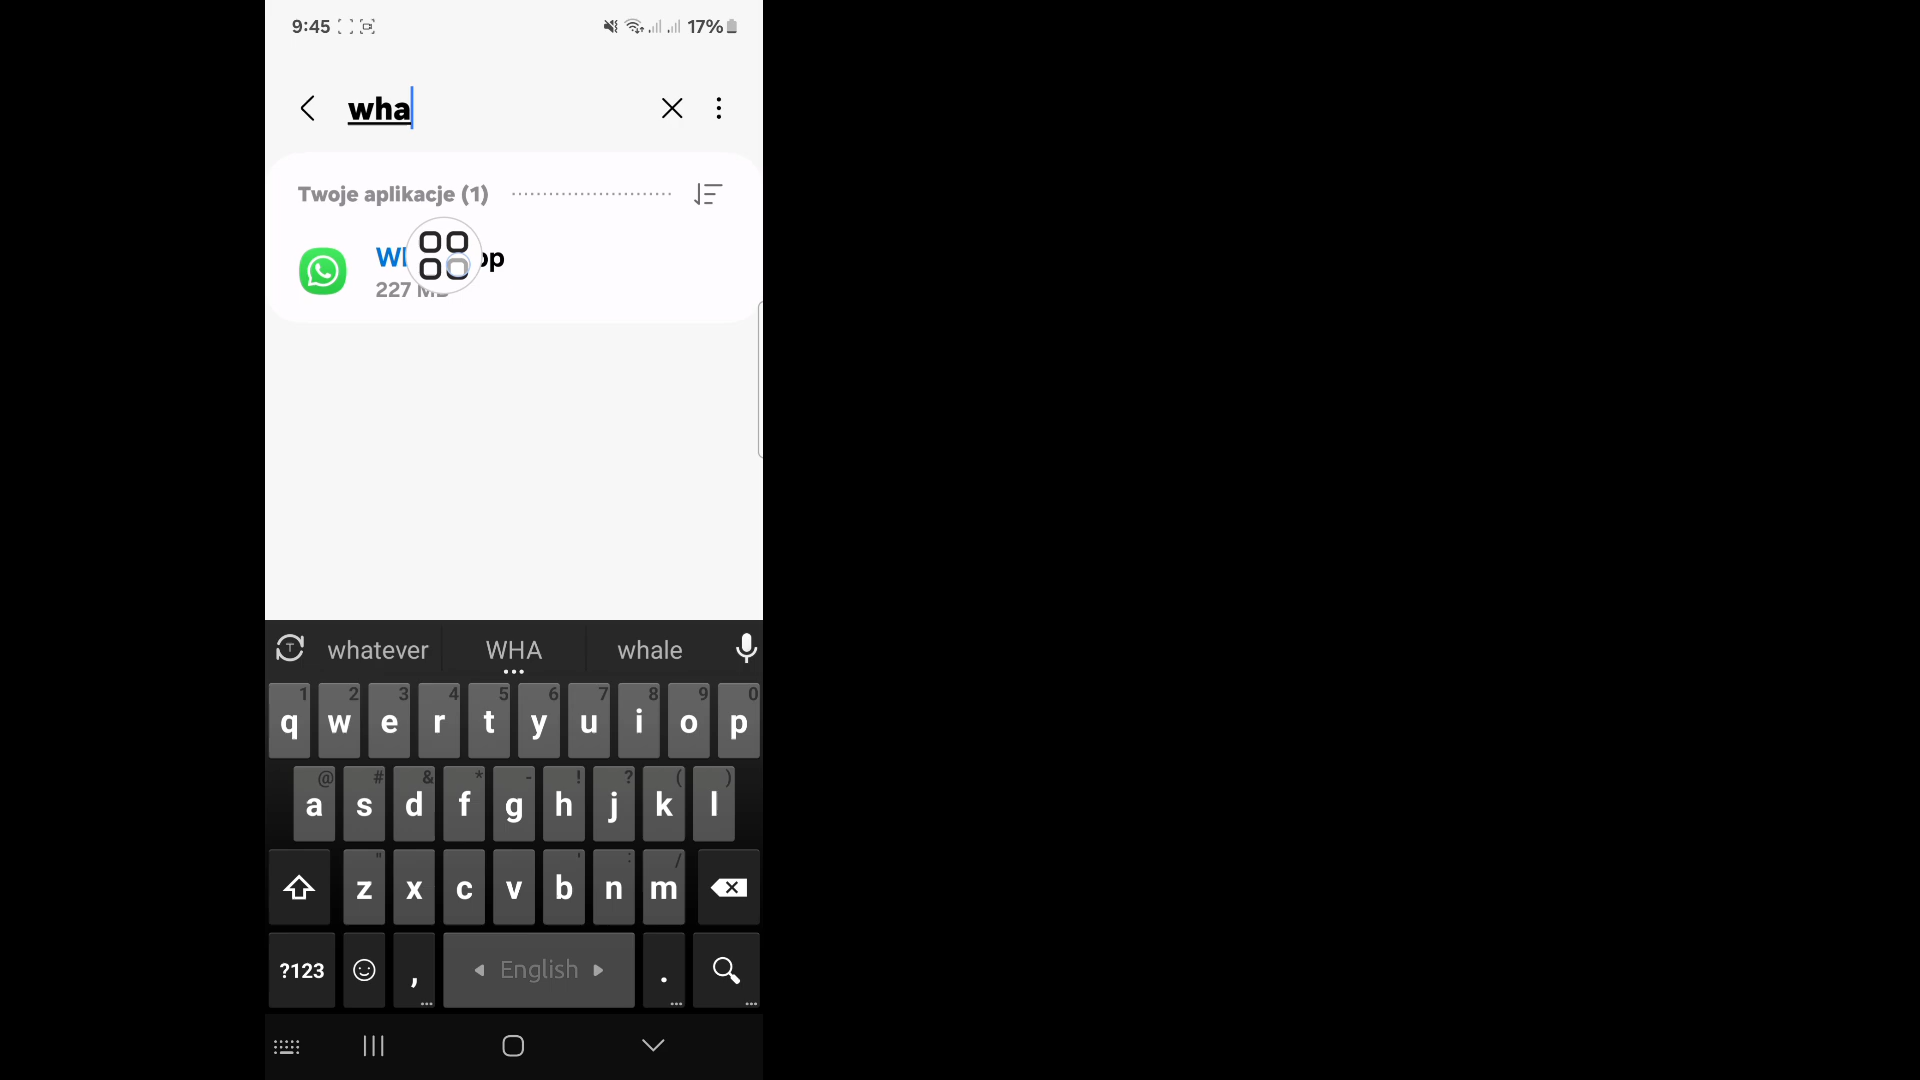 9:45 17%
wha
Twoje aplikacje (1)
227
whatever WHA whale
1 2 3 4 5 6 7 8 9 0
q w e r t y u i o p
@ # & * - ! ? ( )
a s d f g h j k l
" ' : /
z x c v b n m
?123 , English .